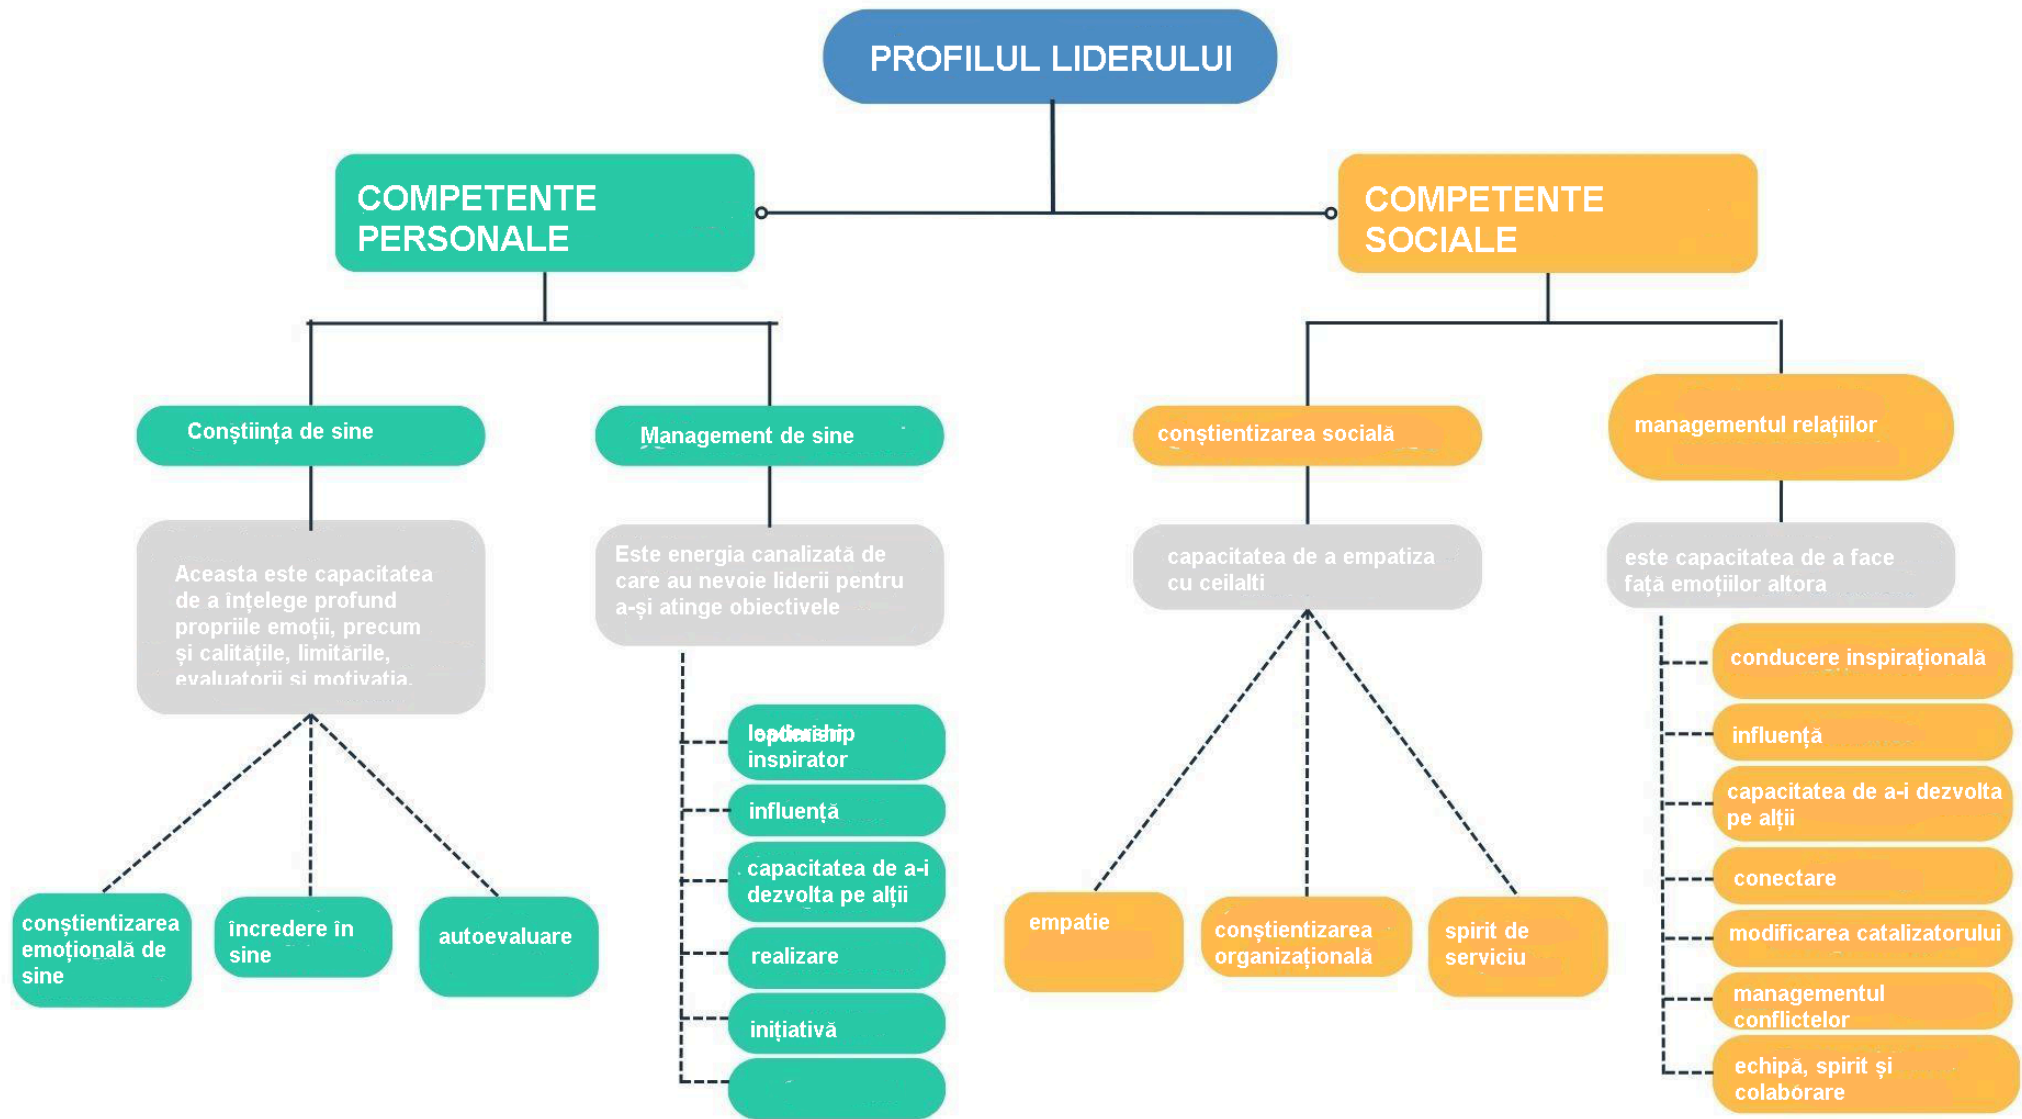 PROFILUL LIDERULUI
COMPETENTE
PERSONALE
COMPETENTE
SOCIALE
Conștiința de sine
Management de sine
conștientizarea socială
managementul relațiilor
Aceasta este capacitatea
de a înțelege profund
propriile emoții, precum
și calitățile, limitările,
evaluatorii și motivația.
Este energia canalizată de
care au nevoie liderii pentru
a-și atinge obiectivele
capacitatea de a empatiza
cu ceilalti
este capacitatea de a face
față emoțiilor altora
conștientizarea
emoțională de
sine
încredere în
sine
autoevaluare
leadership
inspirator
influență
capacitatea de a-i
dezvolta pe alții
realizare
inițiativă
empatie
conștientizarea
organizațională
spirit de
serviciu
conducere inspirațională
influență
capacitatea de a-i dezvolta
pe alții
conectare
modificarea catalizatorului
managementul
conflictelor
echipă, spirit și
colaborare